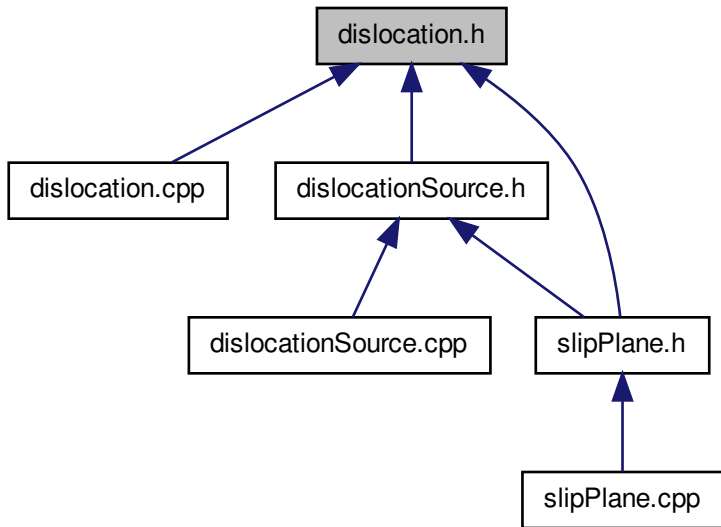 dislocation.h
dislocation.cpp
dislocationSource.h
dislocationSource.cpp
slipPlane.h
slipPlane.cpp